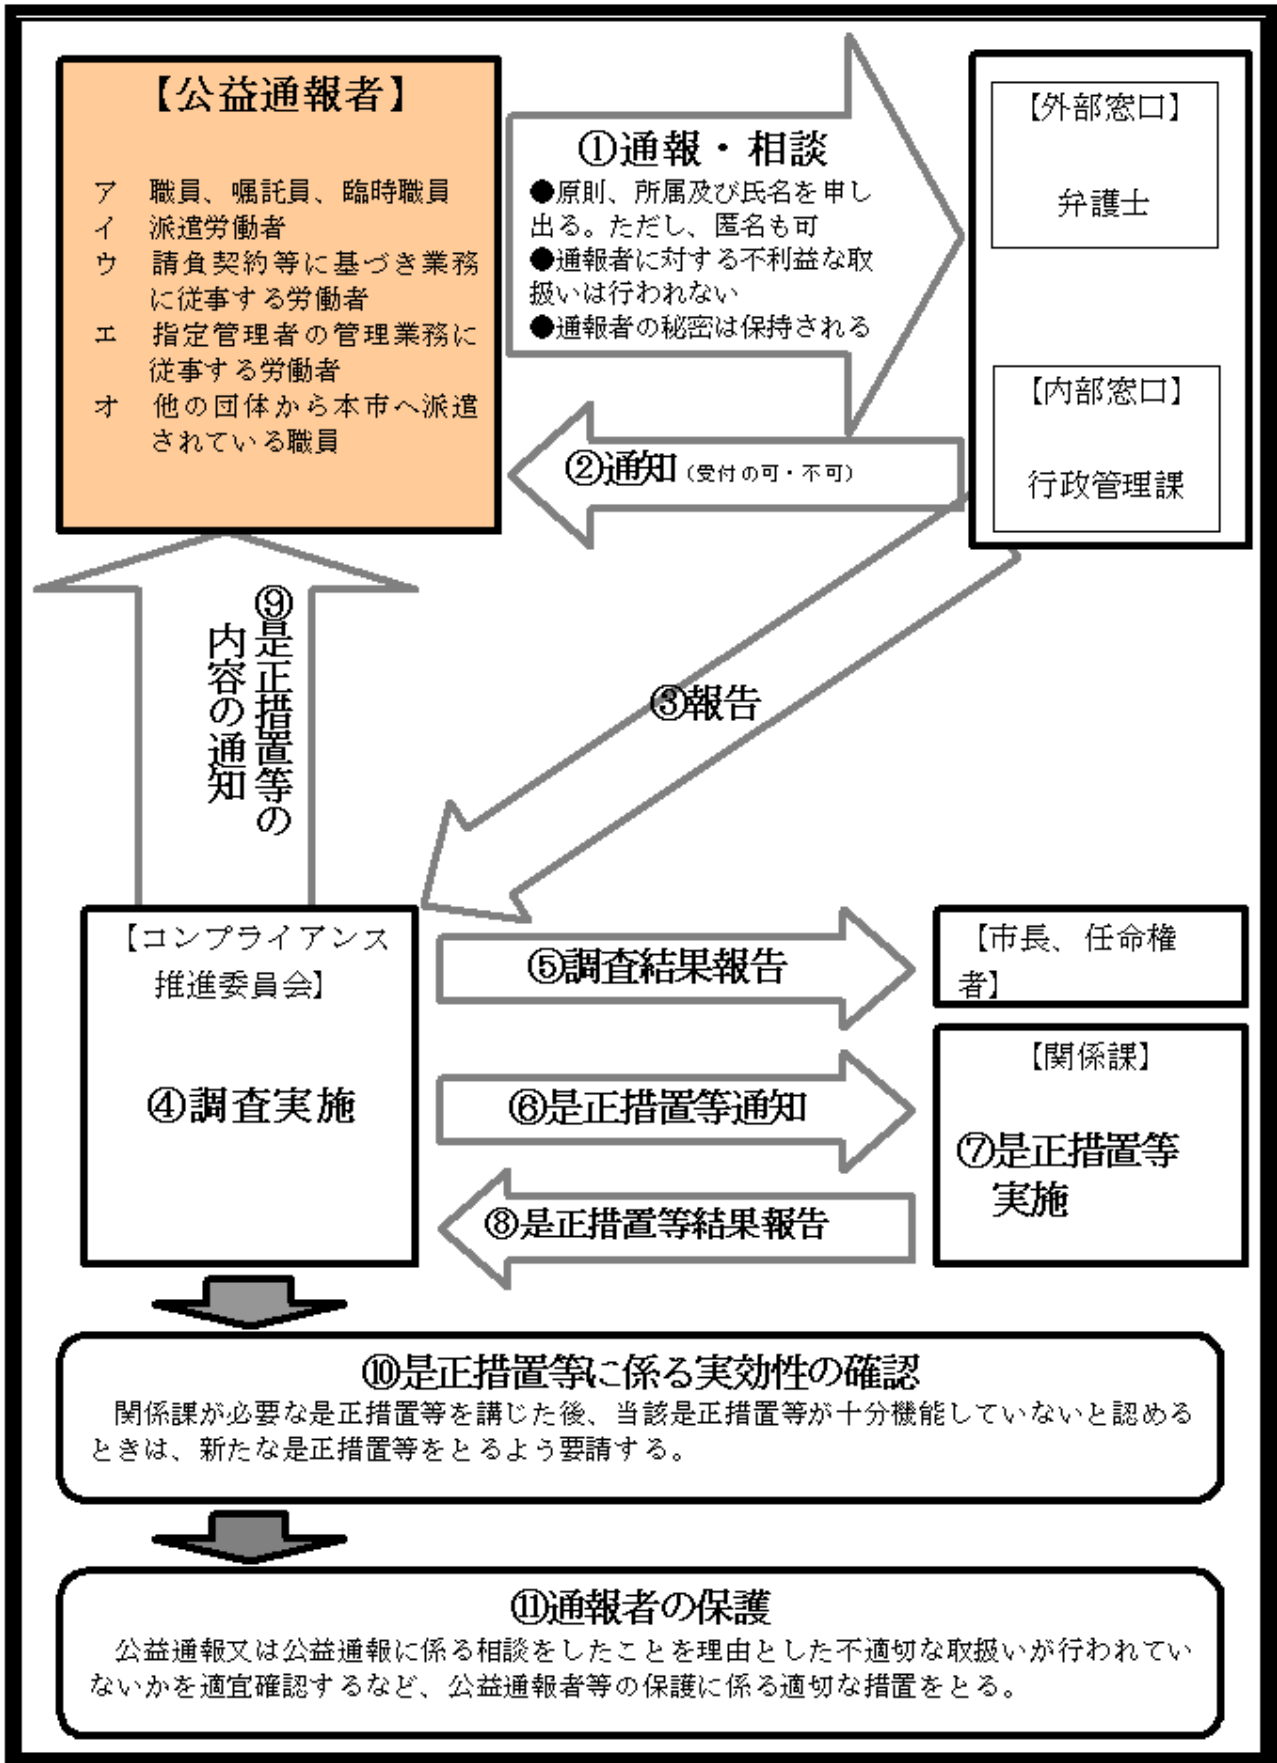 【公益通報者】
ア 職員、嘱託員、臨時職員
イ 派遣労働者
ウ 請負契約等に基づき業務
に従事する労働者
エ 指定管理者の管理業務に
従事する労働者
オ 他の団体から本市へ派遣
されている職員
①通報・相談
●原則、所属及び氏名を申し
出る。ただし、匿名も可
●通報者に対する不利益な取
扱いは行われない
●通報者の秘密は保持される
【外部窓口】
弁護士
【内部窓口】
行政管理課
②通知（受付の可・不可）
③報告
⑨是正措置等の
内容の通知
【コンプライアンス
推進委員会】
④調査実施
⑤調査結果報告
【市長、任命権
者】
⑥是正措置等通知
【関係課】
⑦是正措置等
実施
⑧是正措置等結果報告
⑩是正措置等に係る実効性の確認
関係課が必要な是正措置等を講じた後、当該是正措置等が十分機能していないと認める
ときは、新たな是正措置等をとるよう要請する。
⑪通報者の保護
公益通報又は公益通報に係る相談をしたことを理由とした不適切な取扱いが行われてい
ないかを適宜確認するなど、公益通報者等の保護に係る適切な措置をとる。